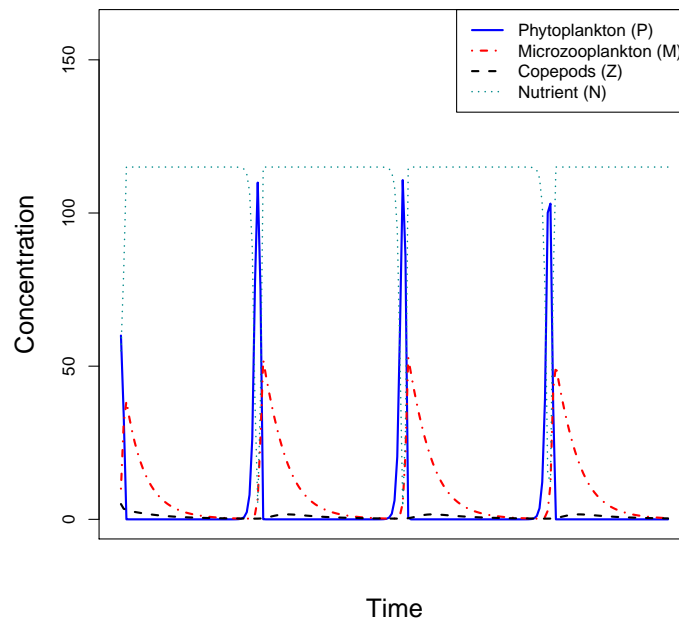 Phytoplankton (P)
Microzooplankton (M)
Copepods (Z)
Nutrient (N)
150
100
50
0
Concentration
Time